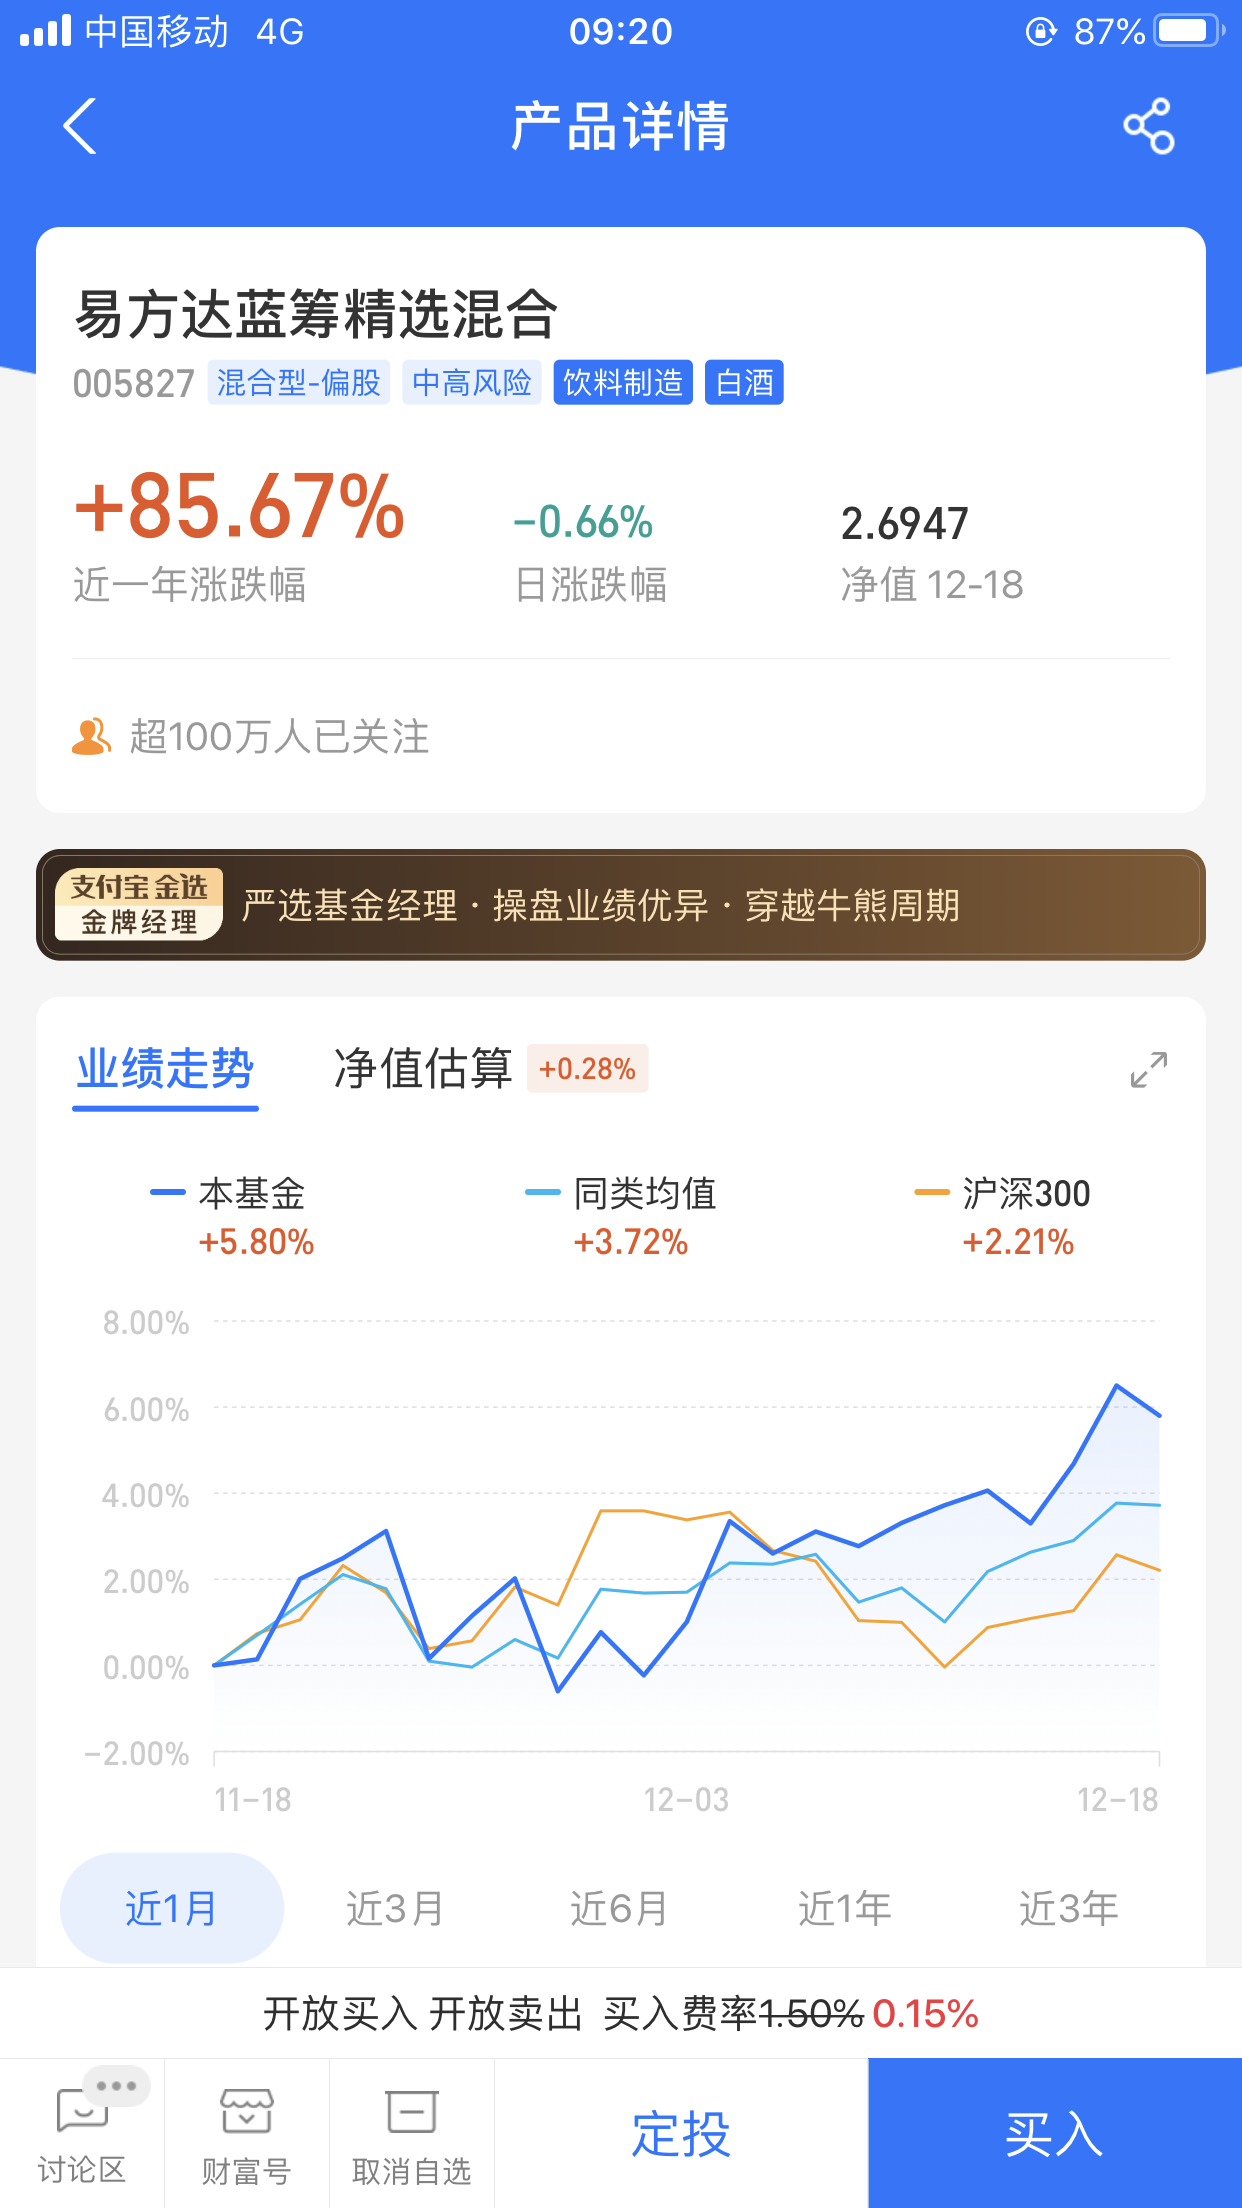 中国移动 4G 09:20 87%
产品详情
易方达蓝筹精选混合
005827 混合型-偏股 中高风险 饮料制造 白酒
+85.67% -0.66% 2.6947
近一年涨跌幅 日涨跌幅 净值 12-18
超100万人已关注
支付宝 金选
金牌经理
严选基金经理·操盘业绩优异·穿越牛熊周期
业绩走势 净值估算 +0.28%
本基金 同类均值 沪深300
+5.80% +3.72% +2.21%
8.00%
6.00%
4.00%
2.00%
0.00%
-2.00%
11-18 12-03 12-18
近1月 近3月 近6月 近1年 近3年
开放买入 开放卖出 买入费率1.50% 0.15%
讨论区 财富号 取消自选 定投 买入